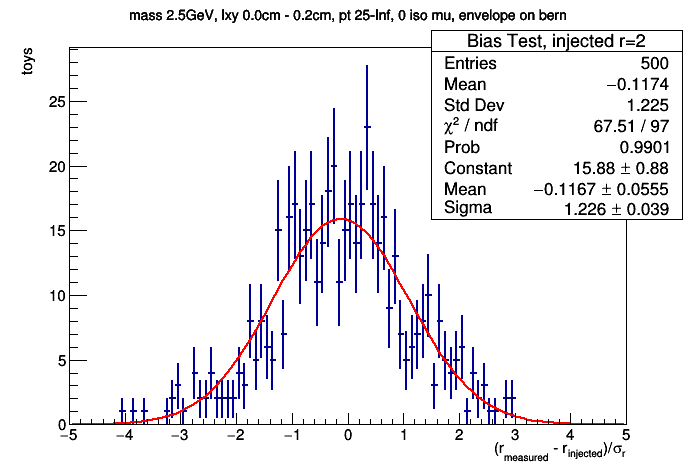 mass 2.5GeV, lxy 0.0cm - 0.2cm, pt 25-Inf, 0 iso mu, envelope on bern
Bias Test, injected r=2
Entries 500
Mean −0.1174
Std Dev 1.225
χ² / ndf 67.51 / 97
Prob 0.9901
Constant 15.88 ± 0.88
Mean −0.1167 ± 0.0555
Sigma 1.226 ± 0.039
toys
25
20
15
10
5
0
−5 −4 −3 −2 −1 0 1 2 3 4 5
(r_measured - r_injected)/σ_r